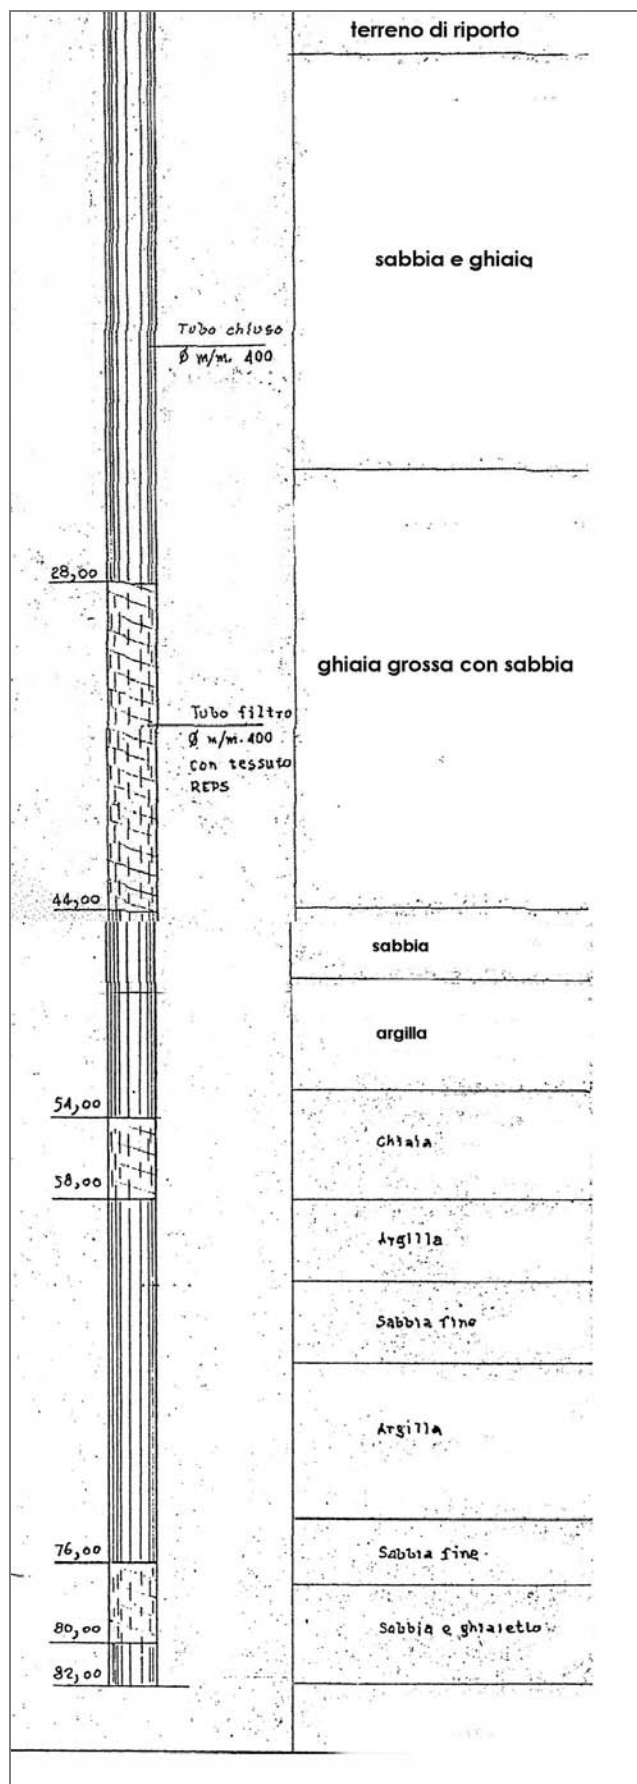 terreno di riporto
sabbia e ghiaia
Tubo chiuso
Ø m/m. 400
28,00
ghiaia grossa con sabbia
Tubo filtro
Ø m/m. 400
con tessuto
REPS
44,00
sabbia
argilla
54,00
Ghiaia
58,00
Argilla
Sabbia fine
Argilla
76,00
Sabbia fine
80,00
Sabbia e ghiaietto
82,00